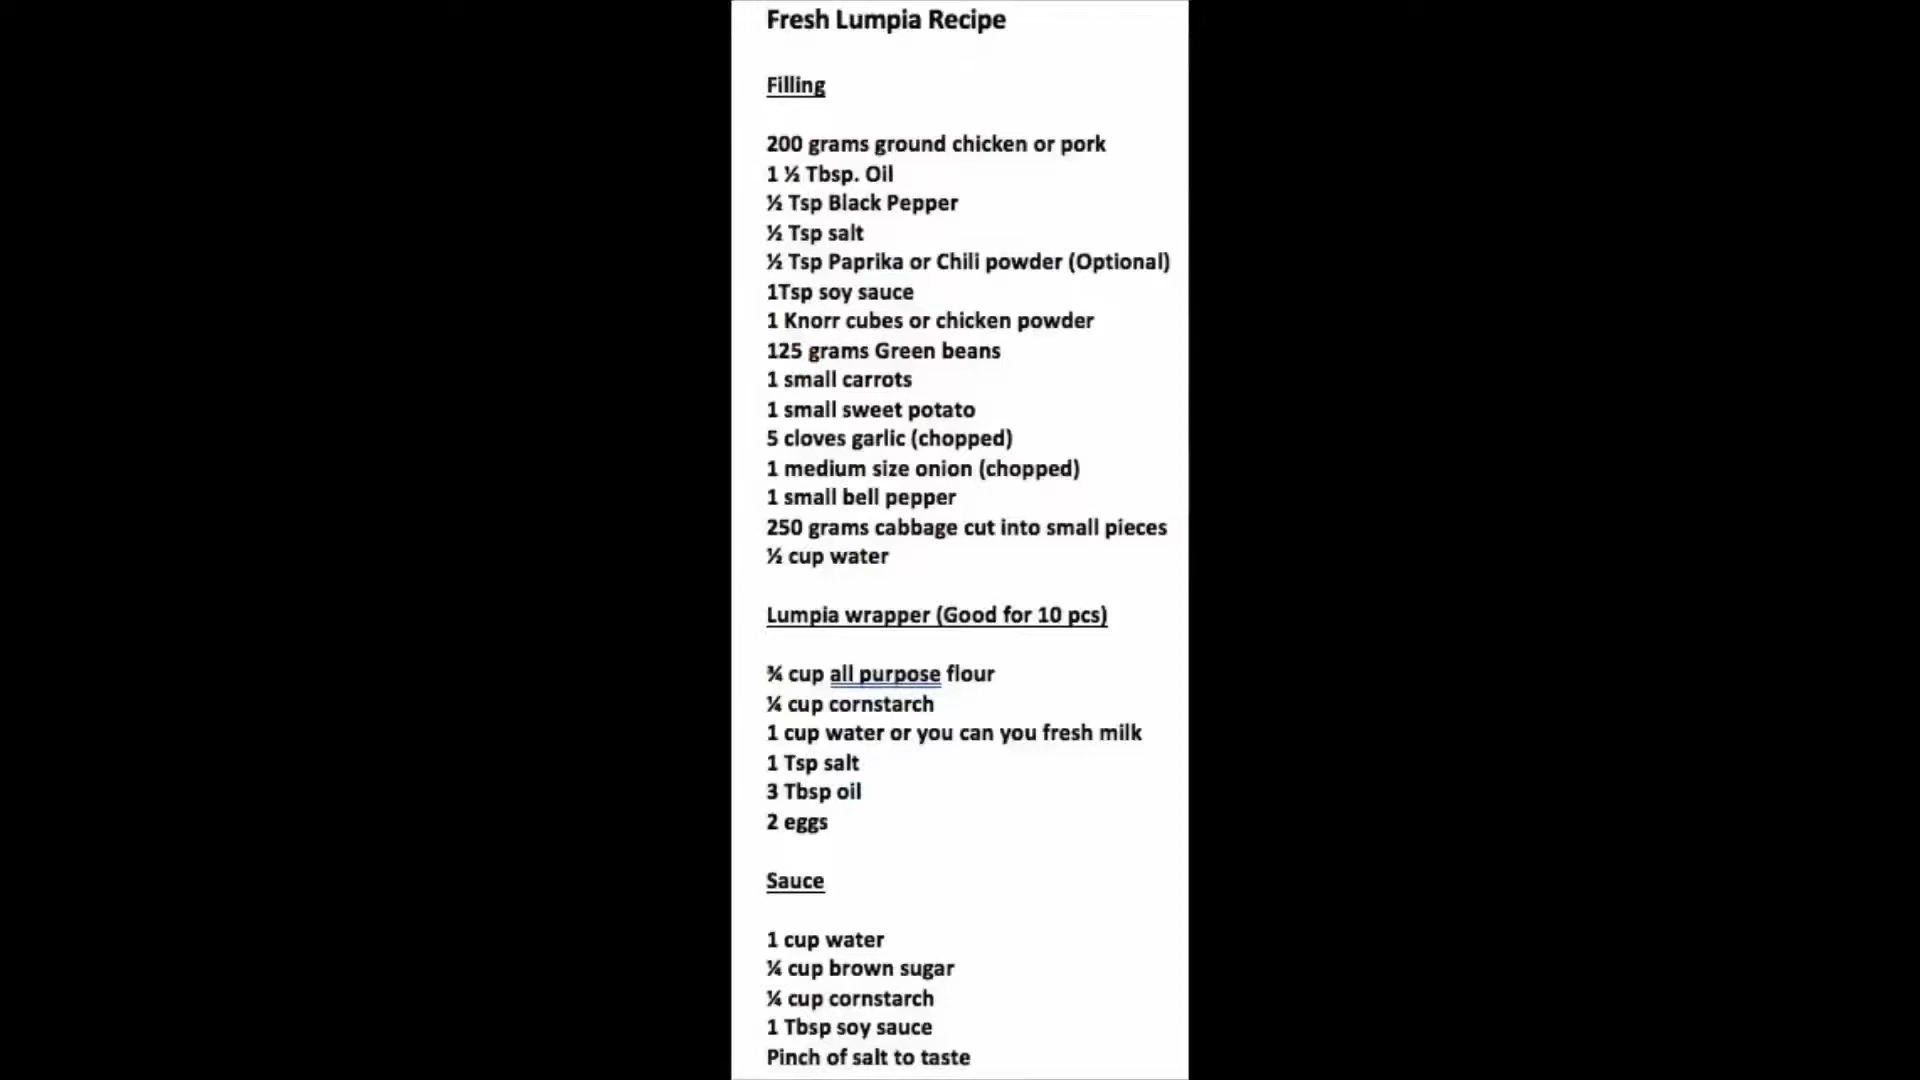 Fresh Lumpia Recipe
Filling
200 grams ground chicken or pork
1 ½ Tbsp. Oil
½ Tsp Black Pepper
½ Tsp salt
½ Tsp Paprika or Chili powder (Optional)
1Tsp soy sauce
1 Knorr cubes or chicken powder
125 grams Green beans
1 small carrots
1 small sweet potato
5 cloves garlic (chopped)
1 medium size onion (chopped)
1 small bell pepper
250 grams cabbage cut into small pieces
½ cup water
Lumpia wrapper (Good for 10 pcs)
¾ cup all purpose flour
¼ cup cornstarch
1 cup water or you can you fresh milk
1 Tsp salt
3 Tbsp oil
2 eggs
Sauce
1 cup water
¼ cup brown sugar
¼ cup cornstarch
1 Tbsp soy sauce
Pinch of salt to taste